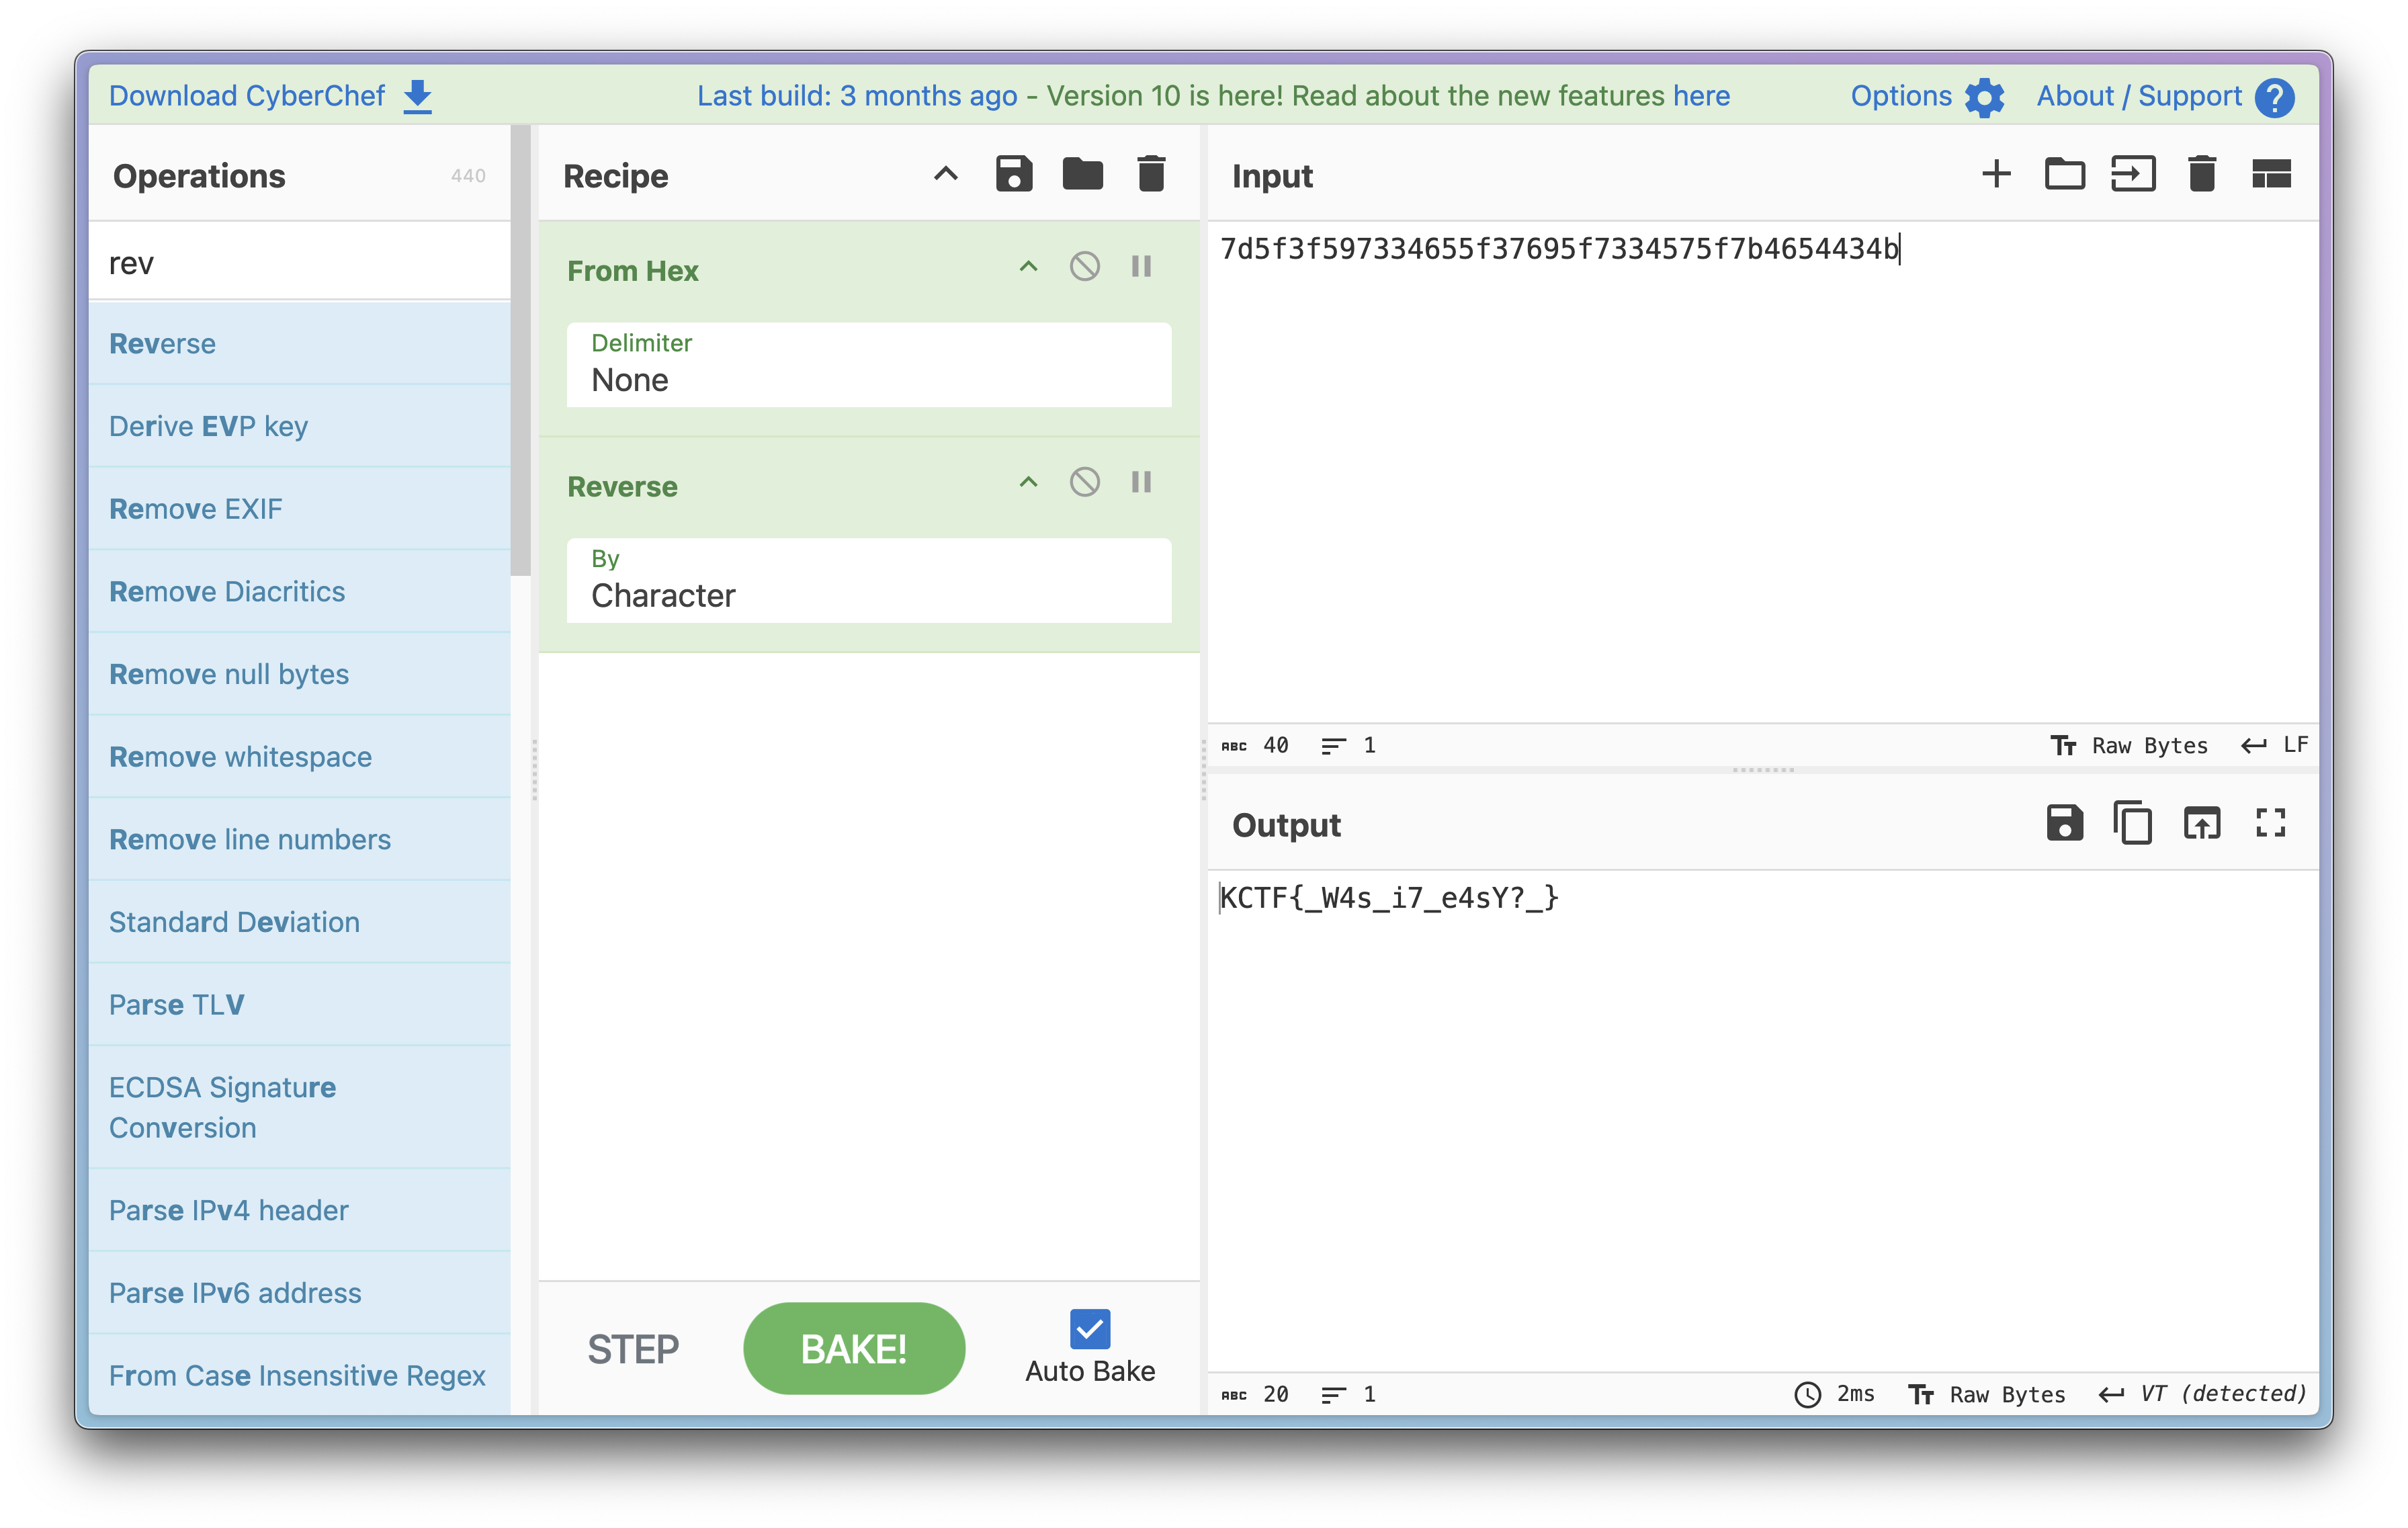 Download CyberChef
Last build: 3 months ago - Version 10 is here! Read about the new features here
Options
About / Support
Operations
440
rev
Reverse
Derive EVP key
Remove EXIF
Remove Diacritics
Remove null bytes
Remove whitespace
Remove line numbers
Standard Deviation
Parse TLV
ECDSA Signature
Conversion
Parse IPv4 header
Parse IPv6 address
From Case Insensitive Regex
Recipe
From Hex
Delimiter
None
Reverse
By
Character
STEP
BAKE!
Auto Bake
Input
7d5f3f597334655f37695f7334575f7b4654434b
ABC 40
1
Tт Raw Bytes
LF
Output
KCTF{_W4s_i7_e4sY?_}
ABC 20
1
2ms
Tт Raw Bytes
VT (detected)